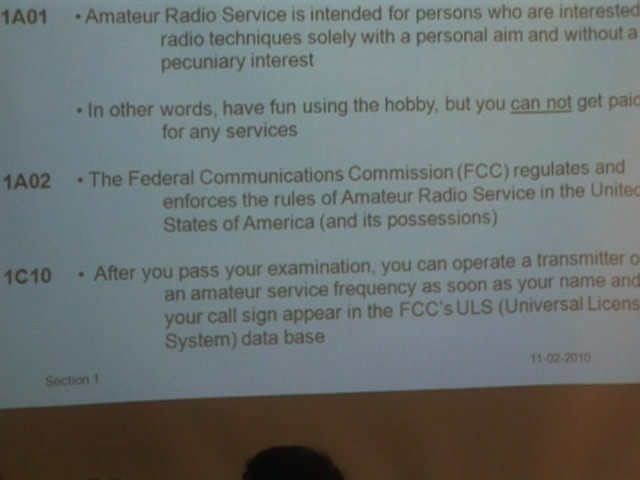 1A01 • Amateur Radio Service is intended for persons who are interested
radio techniques solely with a personal aim and without a
pecuniary interest
• In other words, have fun using the hobby, but you can not get paid
for any services
1A02 • The Federal Communications Commission (FCC) regulates and
enforces the rules of Amateur Radio Service in the United
States of America (and its possessions)
1C10 • After you pass your examination, you can operate a transmitter o
an amateur service frequency as soon as your name and
your call sign appear in the FCC's ULS (Universal Licens
System) data base
11-02-2010
Section 1